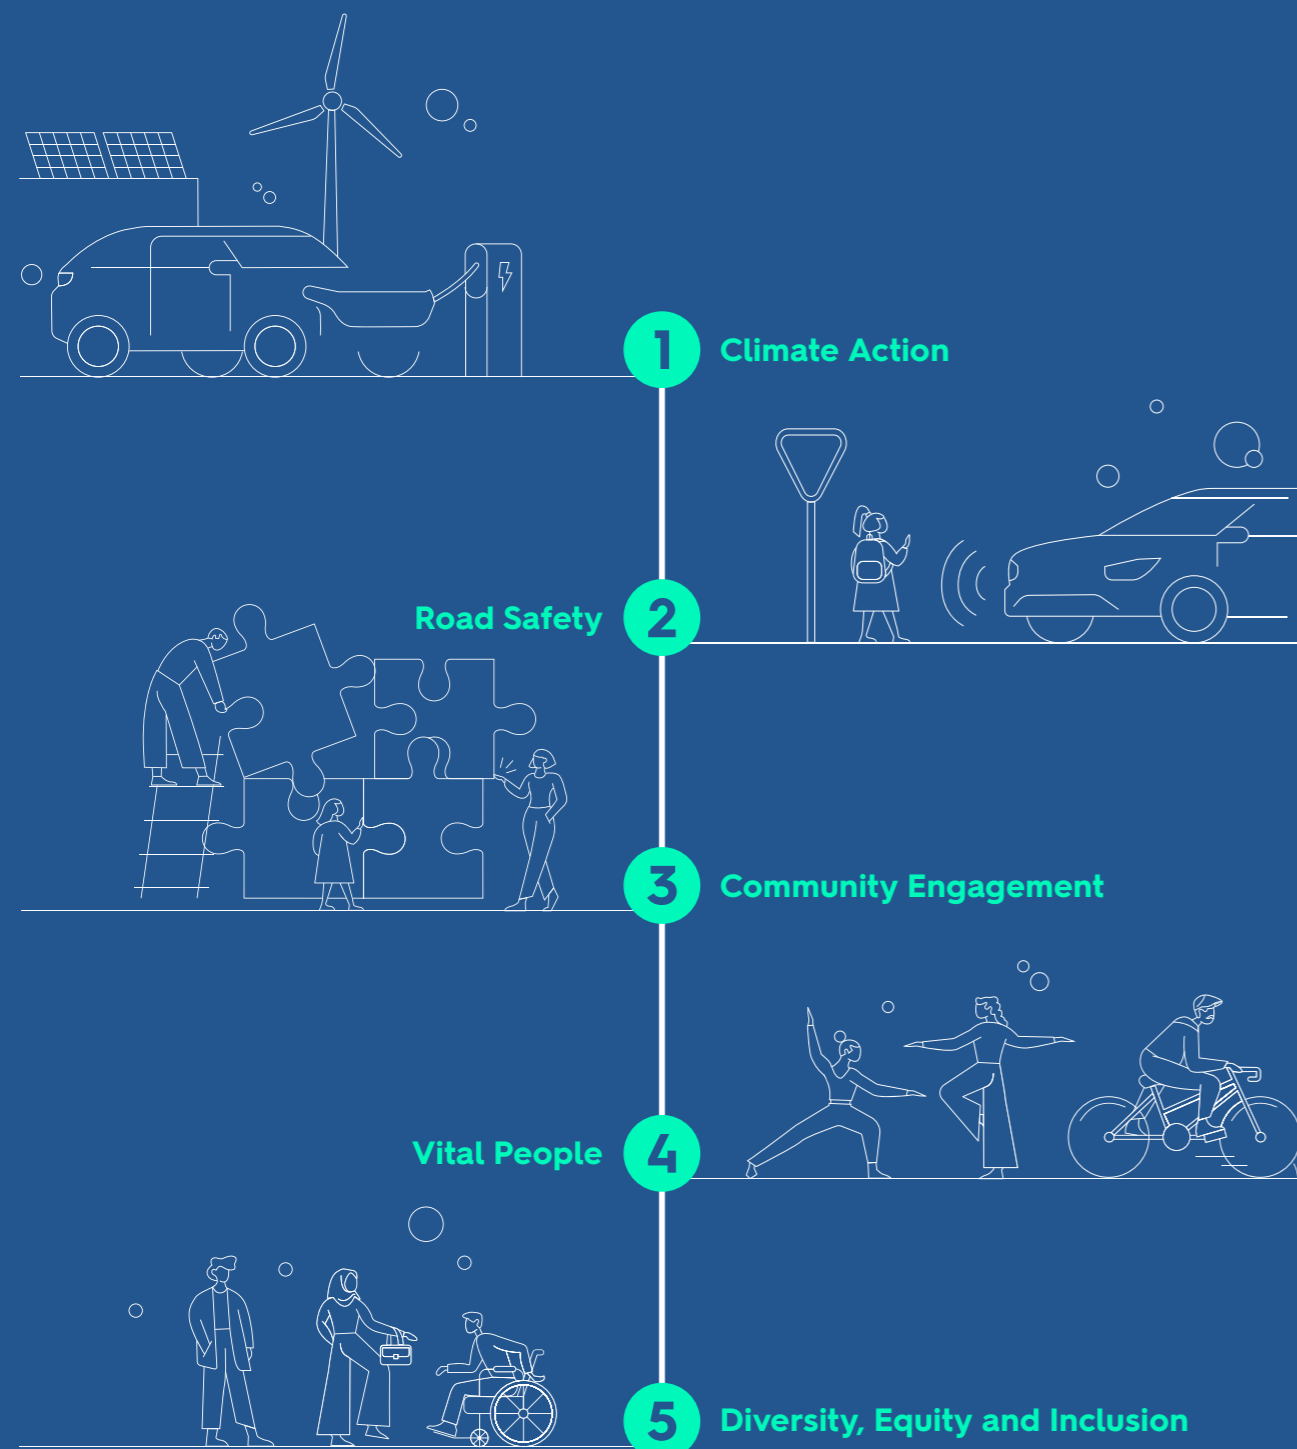 1 Climate Action
Road Safety 2
3 Community Engagement
Vital People 4
5 Diversity, Equity and Inclusion